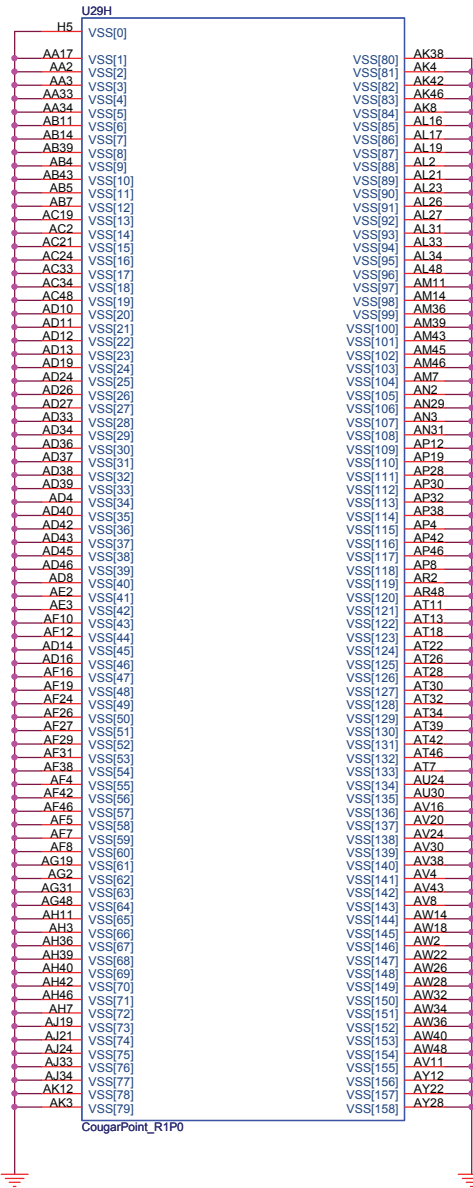 U29H
H5 VSS[0]
AA17 VSS[1]
AA2 VSS[2]
AA3 VSS[3]
AA33 VSS[4]
AA34 VSS[5]
AB11 VSS[6]
AB14 VSS[7]
AB39 VSS[8]
AB4 VSS[9]
AB43 VSS[10]
AB5 VSS[11]
AB7 VSS[12]
AC19 VSS[13]
AC2 VSS[14]
AC21 VSS[15]
AC24 VSS[16]
AC33 VSS[17]
AC34 VSS[18]
AC48 VSS[19]
AD10 VSS[20]
AD11 VSS[21]
AD12 VSS[22]
AD13 VSS[23]
AD19 VSS[24]
AD24 VSS[25]
AD26 VSS[26]
AD27 VSS[27]
AD33 VSS[28]
AD34 VSS[29]
AD36 VSS[30]
AD37 VSS[31]
AD38 VSS[32]
AD39 VSS[33]
AD4 VSS[34]
AD40 VSS[35]
AD42 VSS[36]
AD43 VSS[37]
AD45 VSS[38]
AD46 VSS[39]
AD8 VSS[40]
AE2 VSS[41]
AE3 VSS[42]
AF10 VSS[43]
AF12 VSS[44]
AD14 VSS[45]
AD16 VSS[46]
AF16 VSS[47]
AF19 VSS[48]
AF24 VSS[49]
AF26 VSS[50]
AF27 VSS[51]
AF29 VSS[52]
AF31 VSS[53]
AF38 VSS[54]
AF4 VSS[55]
AF42 VSS[56]
AF46 VSS[57]
AF5 VSS[58]
AF7 VSS[59]
AF8 VSS[60]
AG19 VSS[61]
AG2 VSS[62]
AG31 VSS[63]
AG48 VSS[64]
AH11 VSS[65]
AH3 VSS[66]
AH36 VSS[67]
AH39 VSS[68]
AH40 VSS[69]
AH42 VSS[70]
AH46 VSS[71]
AH7 VSS[72]
AJ19 VSS[73]
AJ21 VSS[74]
AJ24 VSS[75]
AJ33 VSS[76]
AJ34 VSS[77]
AK12 VSS[78]
AK3 VSS[79]
VSS[80] AK38
VSS[81] AK4
VSS[82] AK42
VSS[83] AK46
VSS[84] AK8
VSS[85] AL16
VSS[86] AL17
VSS[87] AL19
VSS[88] AL2
VSS[89] AL21
VSS[90] AL23
VSS[91] AL26
VSS[92] AL27
VSS[93] AL31
VSS[94] AL33
VSS[95] AL34
VSS[96] AL48
VSS[97] AM11
VSS[98] AM14
VSS[99] AM36
VSS[100] AM39
VSS[101] AM43
VSS[102] AM45
VSS[103] AM46
VSS[104] AM7
VSS[105] AN2
VSS[106] AN29
VSS[107] AN3
VSS[108] AN31
VSS[109] AP12
VSS[110] AP19
VSS[111] AP28
VSS[112] AP30
VSS[113] AP32
VSS[114] AP38
VSS[115] AP4
VSS[116] AP42
VSS[117] AP46
VSS[118] AP8
VSS[119] AR2
VSS[120] AR48
VSS[121] AT11
VSS[122] AT13
VSS[123] AT18
VSS[124] AT22
VSS[125] AT26
VSS[126] AT28
VSS[127] AT30
VSS[128] AT32
VSS[129] AT34
VSS[130] AT39
VSS[131] AT42
VSS[132] AT46
VSS[133] AT7
VSS[134] AU24
VSS[135] AU30
VSS[136] AV16
VSS[137] AV20
VSS[138] AV24
VSS[139] AV30
VSS[140] AV38
VSS[141] AV4
VSS[142] AV43
VSS[143] AV8
VSS[144] AW14
VSS[145] AW18
VSS[146] AW2
VSS[147] AW22
VSS[148] AW26
VSS[149] AW28
VSS[150] AW32
VSS[151] AW34
VSS[152] AW36
VSS[153] AW40
VSS[154] AW48
VSS[155] AV11
VSS[156] AY12
VSS[157] AY22
VSS[158] AY28
CougarPoint_R1P0